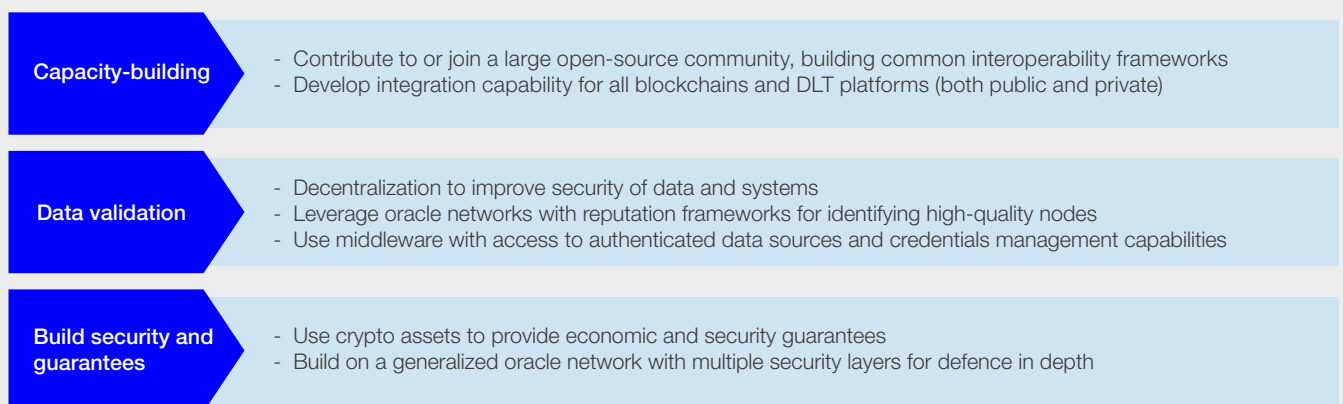 Capacity-building
- Contribute to or join a large open-source community, building common interoperability frameworks
- Develop integration capability for all blockchains and DLT platforms (both public and private)
Data validation
- Decentralization to improve security of data and systems
- Leverage oracle networks with reputation frameworks for identifying high-quality nodes
- Use middleware with access to authenticated data sources and credentials management capabilities
Build security and
guarantees
- Use crypto assets to provide economic and security guarantees
- Build on a generalized oracle network with multiple security layers for defence in depth